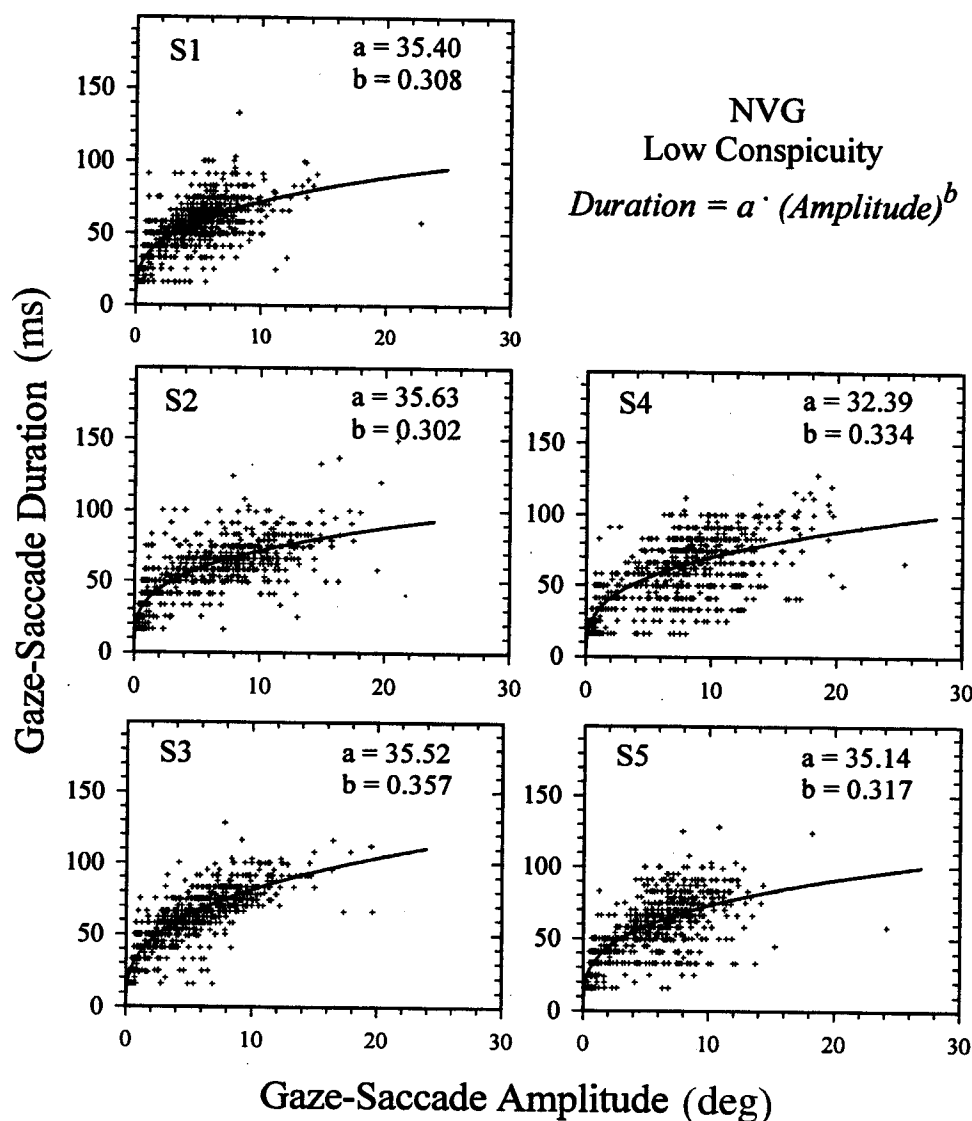 S1
a = 35.40
b = 0.308
150
100
50
0
0 10 20 30
NVG
Low Conspicuity
Duration = a · (Amplitude)^b
Gaze-Saccade Duration (ms)
S2
a = 35.63
b = 0.302
150
100
50
0
0 10 20 30
S4
a = 32.39
b = 0.334
150
100
50
0
0 10 20 30
S3
a = 35.52
b = 0.357
150
100
50
0
0 10 20 30
S5
a = 35.14
b = 0.317
150
100
50
0
0 10 20 30
Gaze-Saccade Amplitude (deg)